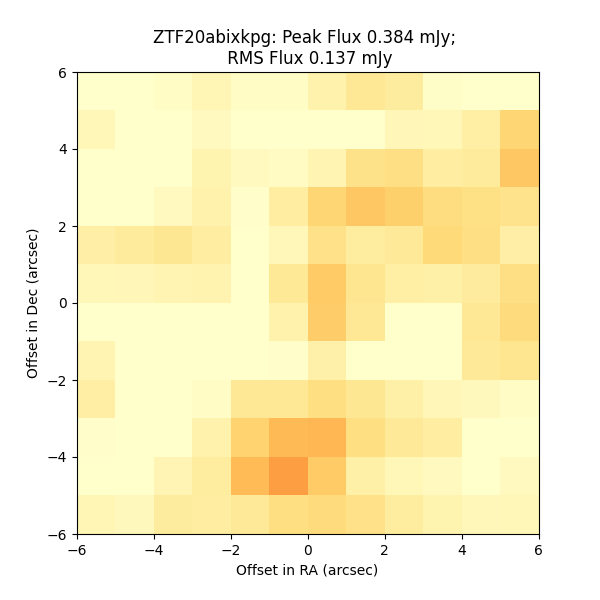 ZTF20abixkpg: Peak Flux 0.384 mJy;
RMS Flux 0.137 mJy
6
4
2
0
−2
−4
−6
Offset in Dec (arcsec)
−6 −4 −2 0 2 4 6
Offset in RA (arcsec)